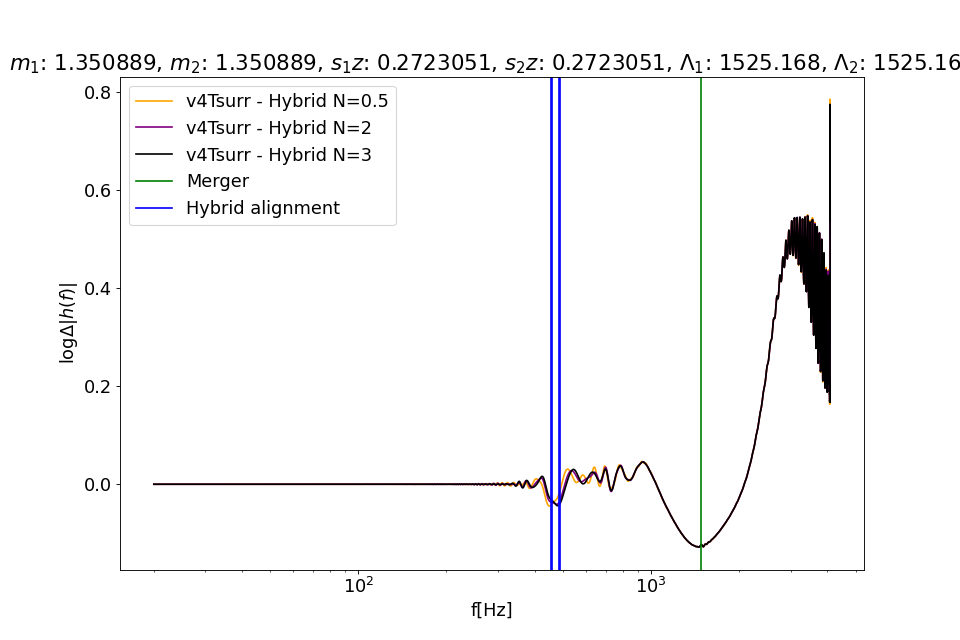 m₁: 1.350889, m₂: 1.350889, s₁z: 0.2723051, s₂z: 0.2723051, Λ₁: 1525.168, Λ₂: 1525.16
v4Tsurr - Hybrid N=0.5
v4Tsurr - Hybrid N=2
v4Tsurr - Hybrid N=3
Merger
Hybrid alignment
0.8
0.6
0.4
0.2
0.0
logΔ|h(f)|
10²
10³
f[Hz]